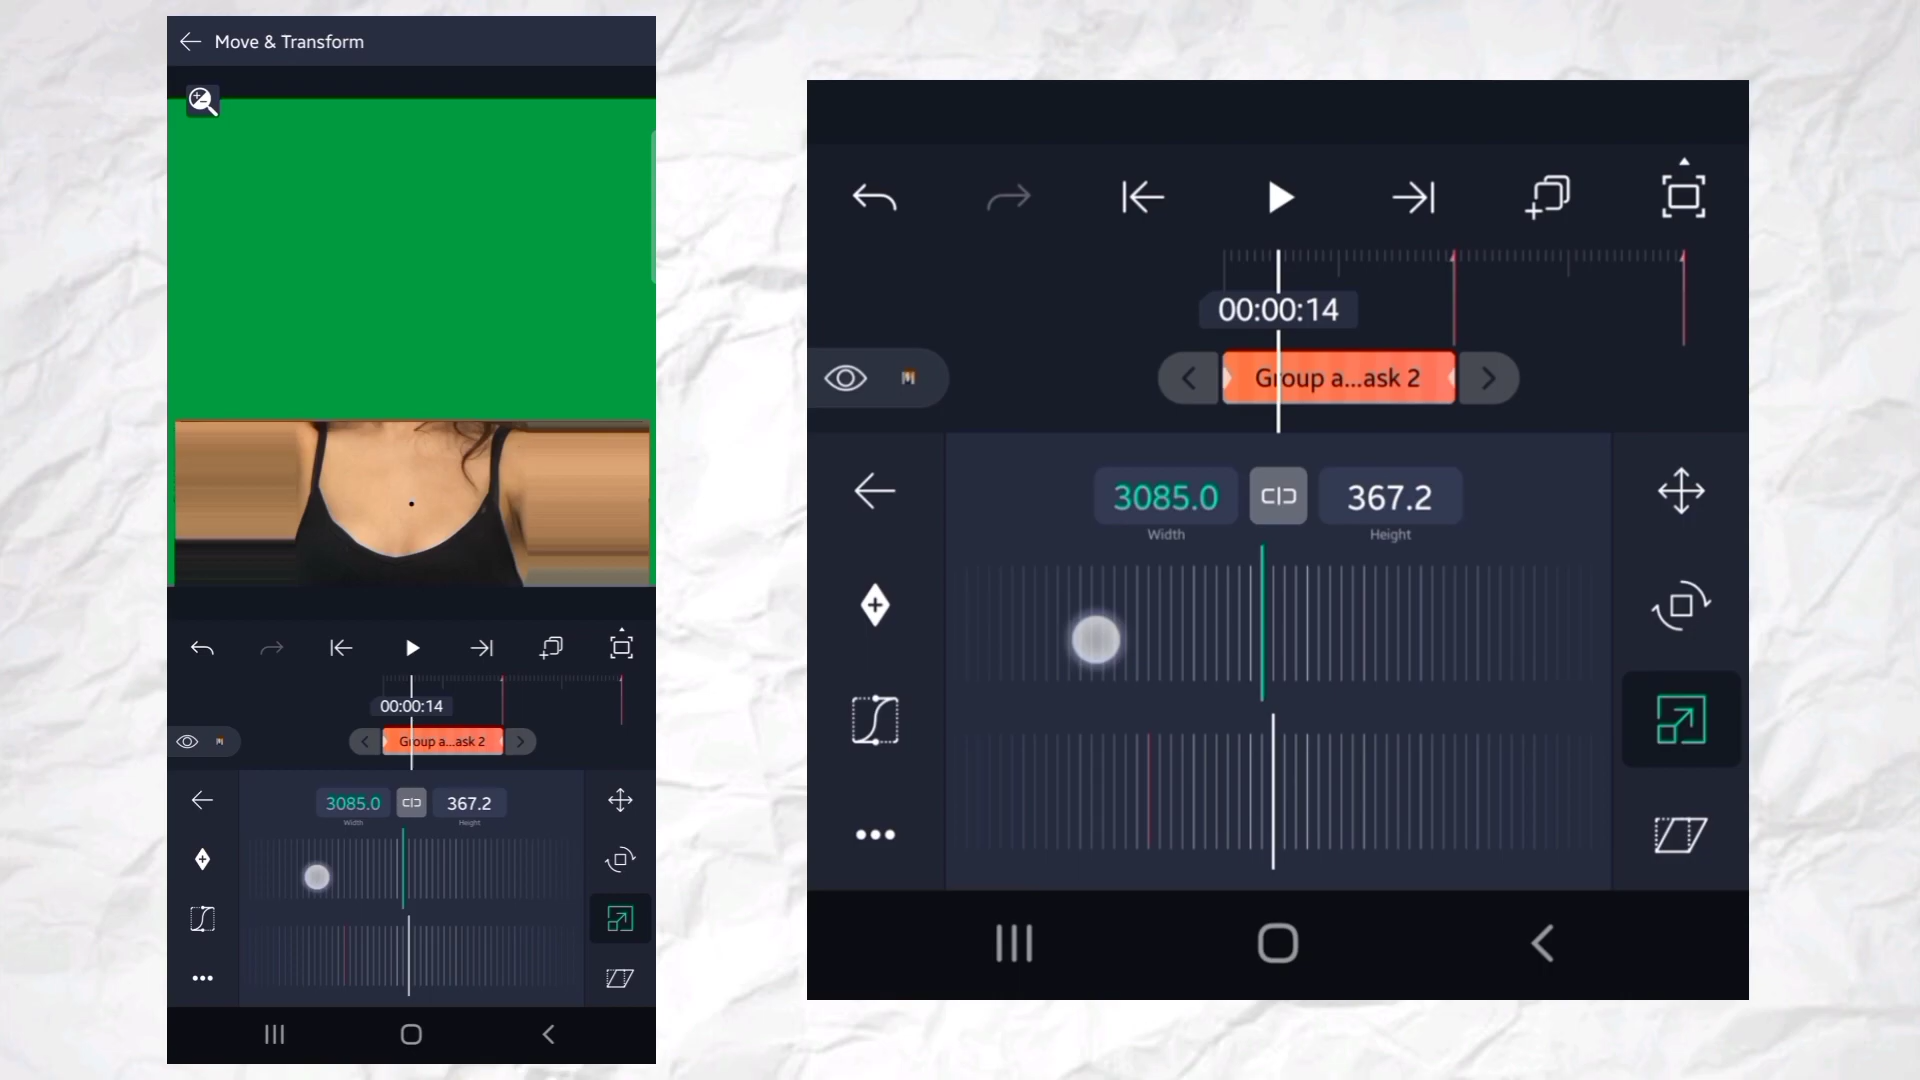 Move & Transform
00:00:14
Group a...ask 2
3085.0
367.2
Width
Height
00:00:14
Group a...ask 2
3085.0
367.2
Width
Height